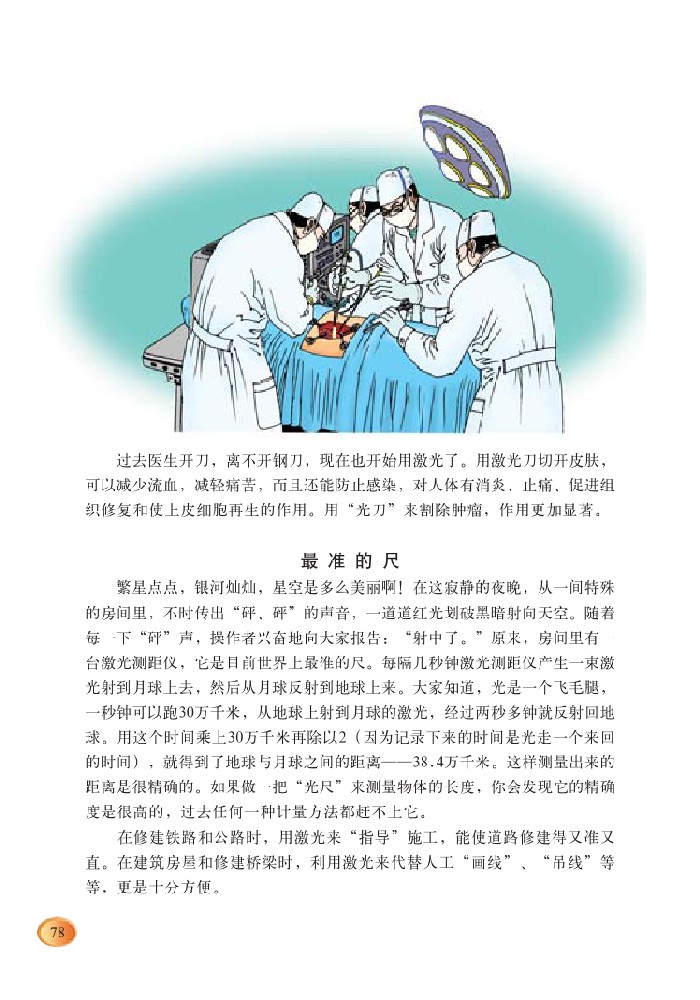 过去医生开刀，离不开钢刀，现在也开始用激光了。用激光刀切开皮肤，
可以减少流血，减轻痛苦，而且还能防止感染，对人体有消炎、止痛、促进组
织修复和使上皮细胞再生的作用。用“光刀”来割除肿瘤，作用更加显著。
最准的尺
繁星点点，银河灿灿，星空是多么美丽啊！在这寂静的夜晚，从一间特殊
的房间里，不时传出“砰、砰”的声音，一道道红光划破黑暗射向天空。随着
每一下“砰”声，操作者兴奋地向大家报告：“射中了。”原来，房间里有一
台激光测距仪，它是目前世界上最准的尺。每隔几秒钟激光测距仪产生一束激
光射到月球上去，然后从月球反射到地球上来。大家知道，光是一个飞毛腿，
一秒钟可以跑30万千米，从地球上射到月球的激光，经过两秒多钟就反射回地
球。用这个时间乘上30万千米再除以2（因为记录下来的时间是光走一个来回
的时间），就得到了地球与月球之间的距离——38.4万千米。这样测量出来的
距离是很精确的。如果做一把“光尺”来测量物体的长度，你会发现它的精确
度是很高的，过去任何一种计量方法都赶不上它。
在修建铁路和公路时，用激光来“指导”施工，能使道路修建得又准又
直。在建筑房屋和修建桥梁时，利用激光来代替人工“画线”、“吊线”等
等，更是十分方便。
78